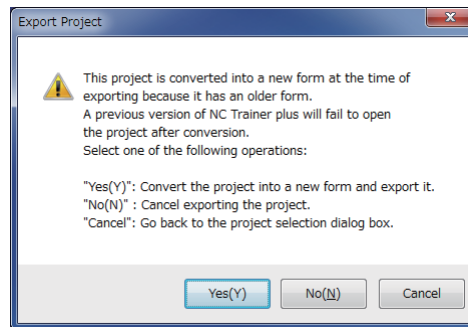 Export Project
This project is converted into a new form at the time of
exporting because it has an older form.
A previous version of NC Trainer plus will fail to open
the project after conversion.
Select one of the following operations:
"Yes(Y)": Convert the project into a new form and export it.
"No(N)" : Cancel exporting the project.
"Cancel": Go back to the project selection dialog box.
Yes(Y) No(N) Cancel